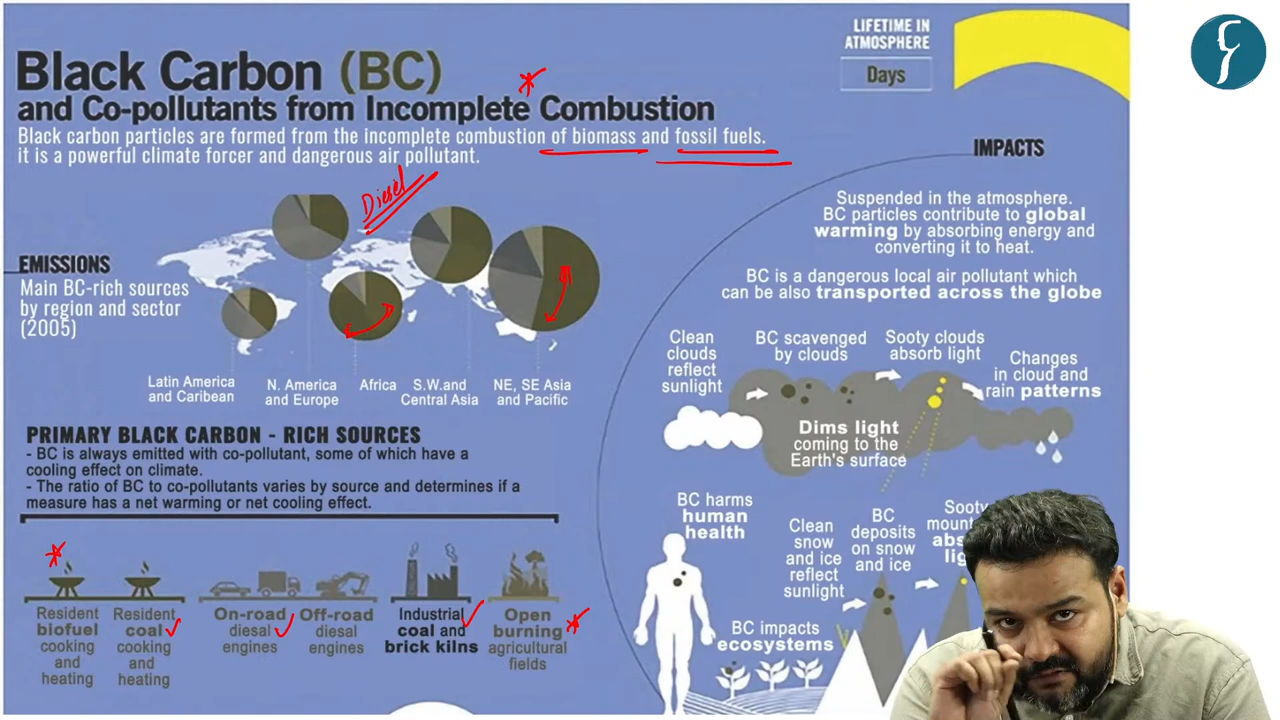 LIFETIME IN
ATMOSPHERE
Days
Black Carbon (BC)
and Co-pollutants from Incomplete Combustion
Black carbon particles are formed from the incomplete combustion of biomass and fossil fuels.
it is a powerful climate forcer and dangerous air pollutant.
Diesel
EMISSIONS
Main BC-rich sources
by region and sector
(2005)
Latin America
and Caribean
N. America
and Europe
Africa
S.W.and
Central Asia
NE, SE Asia
and Pacific
PRIMARY BLACK CARBON - RICH SOURCES
- BC is always emitted with co-pollutant, some of which have a
cooling effect on climate.
- The ratio of BC to co-pollutants varies by source and determines if a
measure has a net warming or net cooling effect.
Resident
biofuel
cooking
and
heating
Resident
coal
cooking
and
heating
On-road
diesal
engines
Off-road
diesal
engines
Industrial
coal and
brick kilns
Open
burning
agricultural
fields
IMPACTS
Suspended in the atmosphere.
BC particles contribute to global
warming by absorbing energy and
converting it to heat.
BC is a dangerous local air pollutant which
can be also transported across the globe
Clean
clouds
reflect
sunlight
BC scavenged
by clouds
Sooty clouds
absorb light
Changes
in cloud and
rain patterns
Dims light
coming to the
Earth's surface
BC harms
human
health
Clean
snow
and ice
reflect
sunlight
BC
deposits
on snow
and ice
Sooty
BC impacts
ecosystems